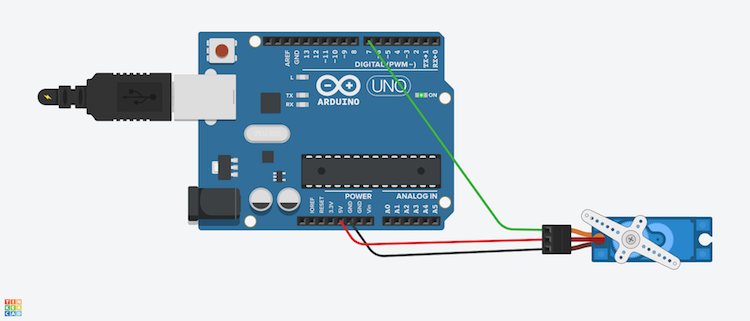 AREF
GND
13
12
~11
~10
~9
8
7
~6
~5
4
~3
2
TX→1
RX←0
DIGITAL (PWM~)
L
TX
RX
ARDUINO
UNO
ON
POWER
ANALOG IN
IOREF
RESET
3.3V
5V
GND
GND
Vin
A0
A1
A2
A3
A4
A5
TIN
KER
CAD